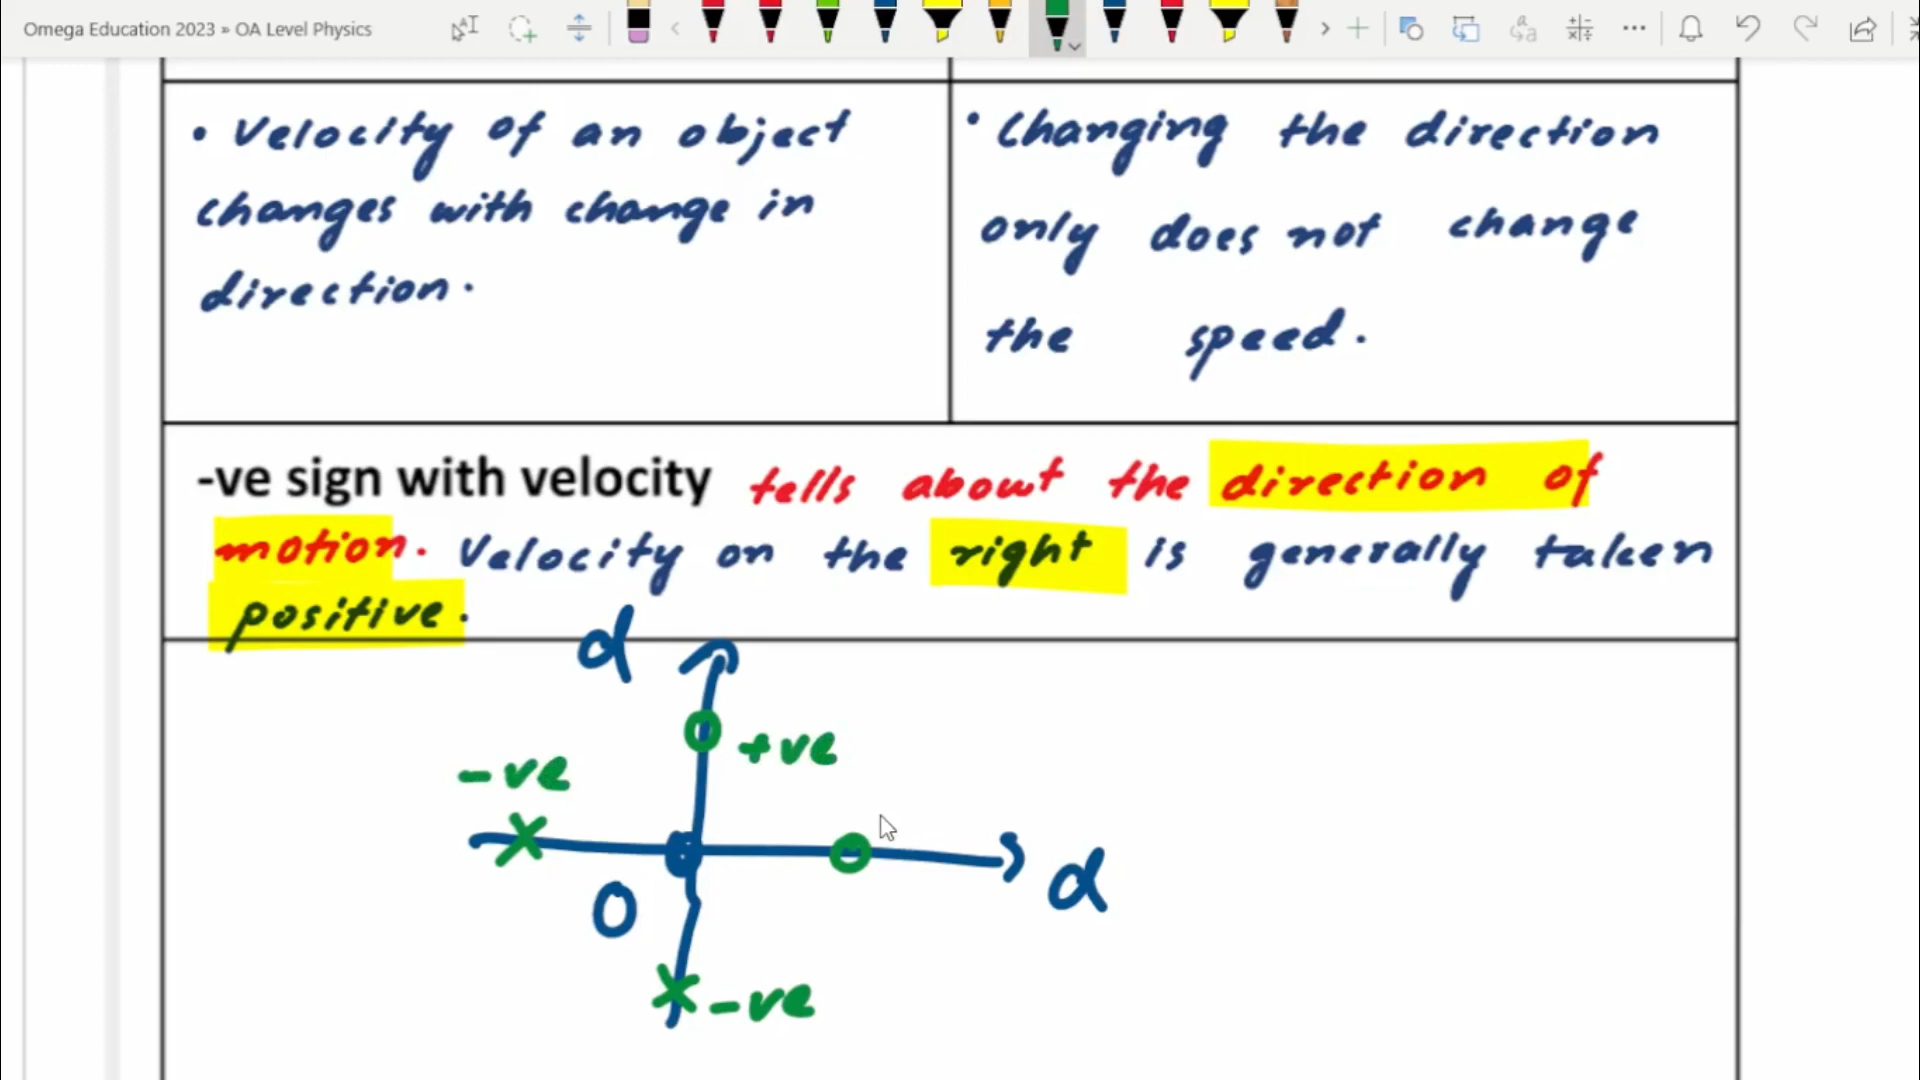 Omega Education 2023 » OA Level Physics
• Velocity of an object
changes with change in
direction.
• Changing the direction
only does not change
the speed.
-ve sign with velocity tells about the direction of
motion. Velocity on the right is generally taken
positive.
d
+ve
-ve
d
0
-ve